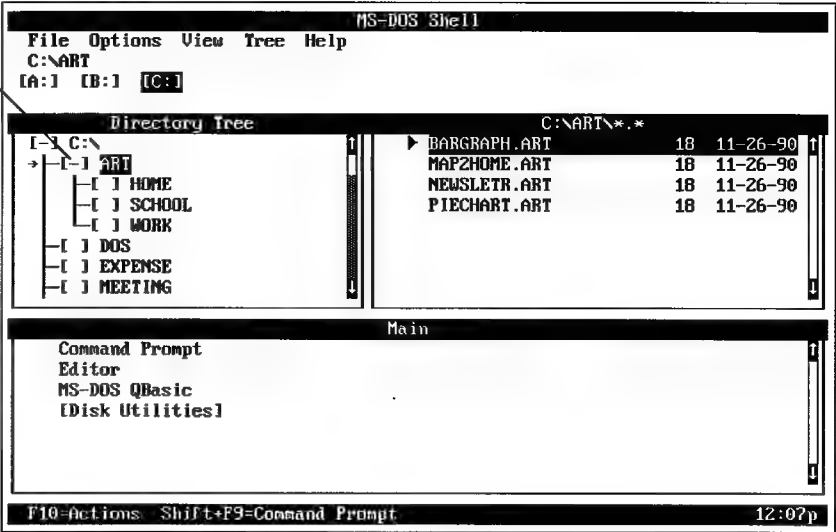 MS-DOS Shell
File Options View Tree Help
C:\ART
[A:] [B:] [C:]
Directory Tree
[-] C:\
[-] ART
[ ] HOME
[ ] SCHOOL
[ ] WORK
[ ] DOS
[ ] EXPENSE
[ ] MEETING
C:\ART\*.*
BARGRAPH.ART 18 11-26-90
MAP2HOME.ART 18 11-26-90
NEWSLETR.ART 18 11-26-90
PIECHART.ART 18 11-26-90
Main
Command Prompt
Editor
MS-DOS QBasic
[Disk Utilities]
F10=Actions Shift+F9=Command Prompt 12:07p